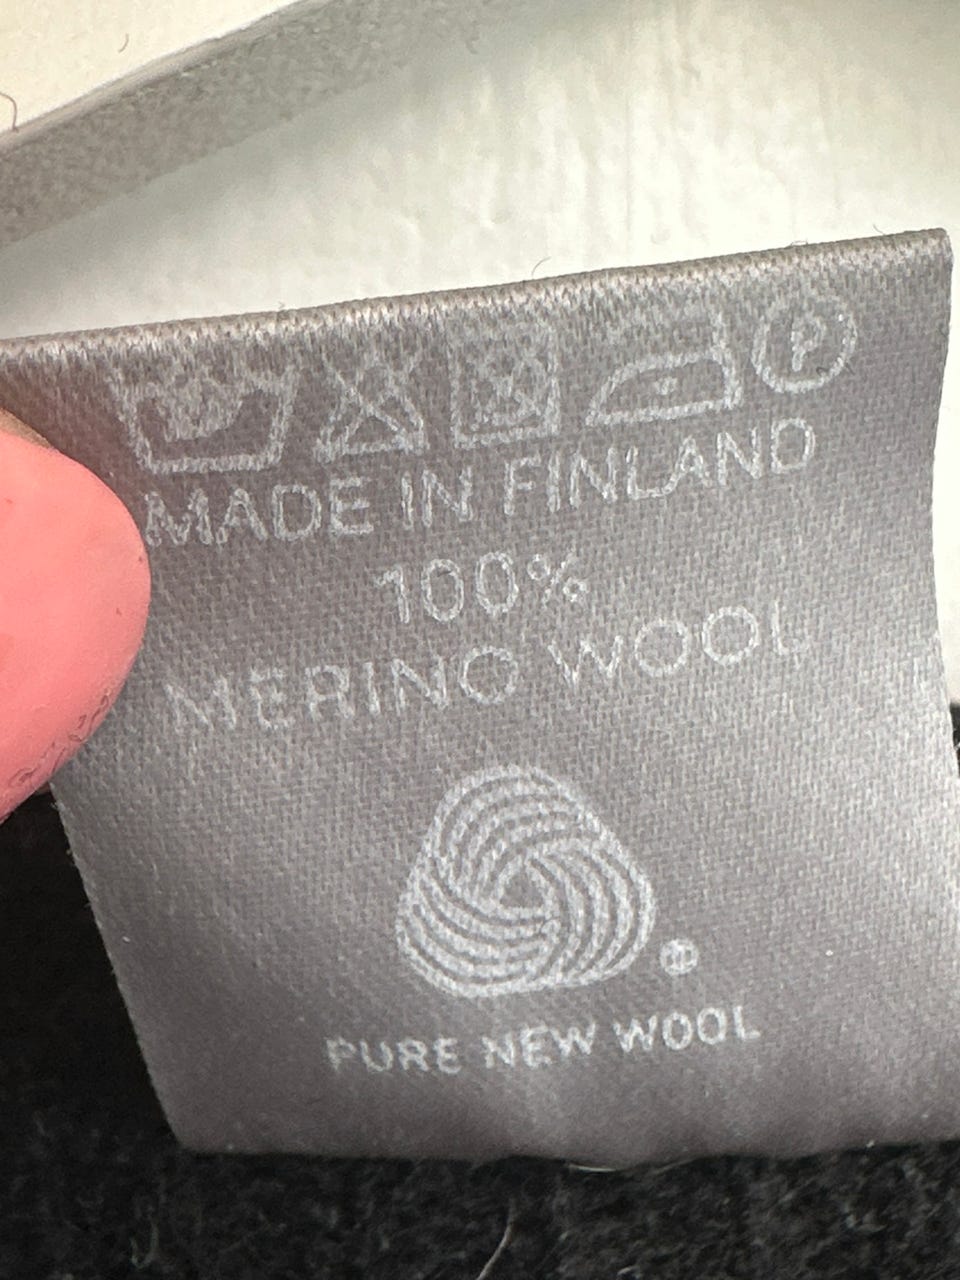 P
MADE IN FINLAND
100%
MERINO WOOL
®
PURE NEW WOOL